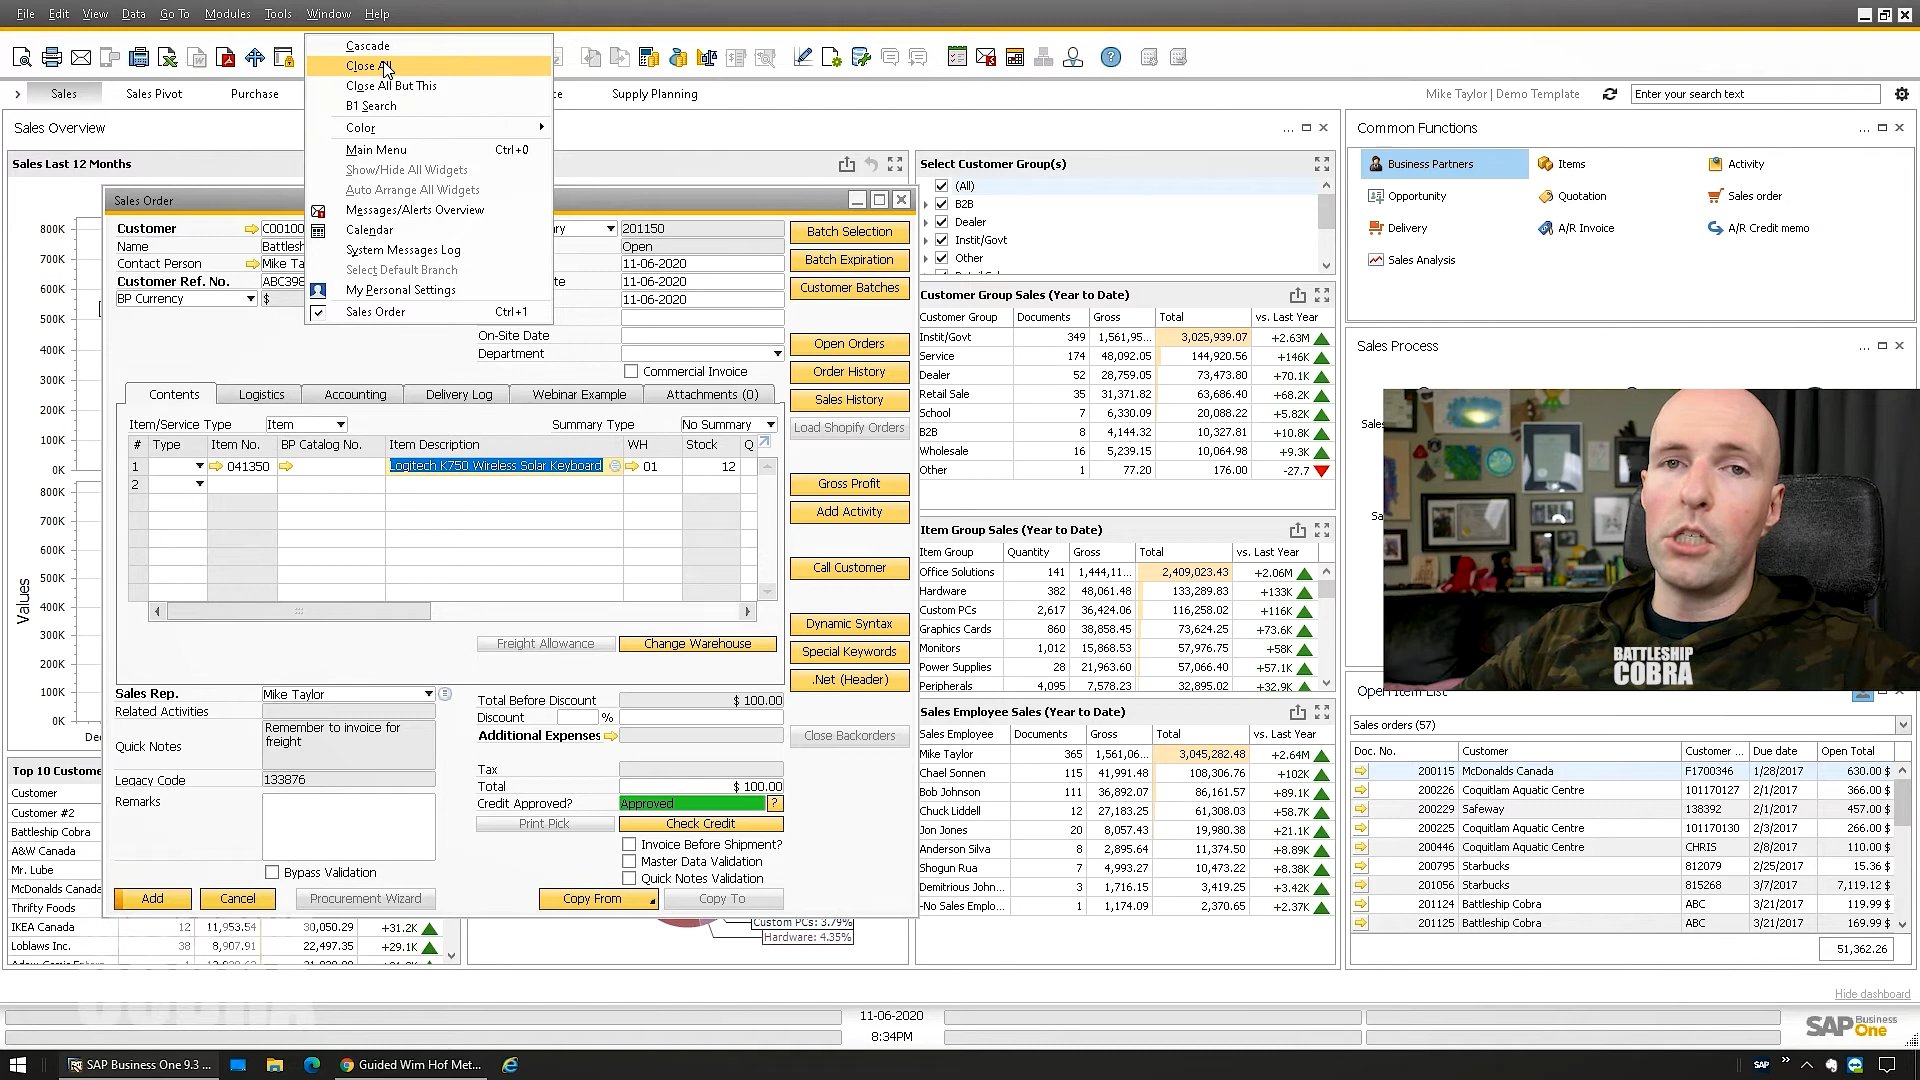 File Edit View Data Go To Modules Tools Window Help
Cascade
Close All
Close All But This
B1 Search
Color
Main Menu Ctrl+0
Show/Hide All Widgets
Auto Arrange All Widgets
Messages/Alerts Overview
Calendar
System Messages Log
Select Default Branch
My Personal Settings
Sales Order Ctrl+1
Sales Sales Pivot Purchase Supply Planning Mike Taylor | Demo Template Enter your search text
Sales Overview
Sales Last 12 Months
800K
700K
600K
500K
400K
300K
200K
100K
0K
800K
700K
600K
500K
400K
300K
200K
100K
0K
Values
Sales Order
Customer C00100 201150
Name Open
Contact Person 11-06-2020
Customer Ref. No. 11-06-2020
BP Currency $ 11-06-2020
On-Site Date
Department
Commercial Invoice
Contents Logistics Accounting Delivery Log Webinar Example Attachments (0)
Item/Service Type Item Summary Type No Summary
# Type Item No. BP Catalog No. Item Description WH Stock Q
1 041350 Logitech K750 Wireless Solar Keyboard 01 12
2
Freight Allowance Change Warehouse
Sales Rep. Mike Taylor
Related Activities
Quick Notes Remember to invoice for
freight
Legacy Code 133876
Remarks
Bypass Validation
Total Before Discount $ 100.00
Discount %
Additional Expenses
Tax
Total $ 100.00
Credit Approved? Approved ?
Print Pick Check Credit
Invoice Before Shipment?
Master Data Validation
Quick Notes Validation
Add Cancel Procurement Wizard Copy From Copy To
Batch Selection
Batch Expiration
Customer Batches
Open Orders
Order History
Sales History
Load Shopify Orders
Gross Profit
Add Activity
Call Customer
Dynamic Syntax
Special Keywords
.Net (Header)
Close Backorders
Top 10 Custome
Customer
Customer #2
Battleship Cobra
A&W Canada
Mr. Lube
McDonalds Canada
Thrifty Foods
IKEA Canada 12 11,953.54 30,050.29 +31.2K
Loblaws Inc. 38 8,907.91 22,497.35 +29.1K
Custom PCs: 3.79%
Hardware: 4.35%
Select Customer Group(s)
(All)
B2B
Dealer
Instit/Govt
Other
Customer Group Sales (Year to Date)
Customer Group Documents Gross Total vs. Last Year
Instit/Govt 349 1,561,95... 3,025,939.07 +2.63M
Service 174 48,092.05 144,920.56 +146K
Dealer 52 28,759.05 73,473.80 +70.1K
Retail Sale 35 31,371.82 63,686.40 +68.2K
School 7 6,330.09 20,088.22 +5.82K
B2B 8 4,144.32 10,327.81 +10.8K
Wholesale 16 5,239.15 10,064.98 +9.3K
Other 1 77.20 176.00 -27.7
Item Group Sales (Year to Date)
Item Group Quantity Gross Total vs. Last Year
Office Solutions 141 1,444,11... 2,409,023.43 +2.06M
Hardware 382 48,061.48 133,289.83 +133K
Custom PCs 2,617 36,424.06 116,258.02 +116K
Graphics Cards 860 38,858.45 73,624.25 +73.6K
Monitors 1,012 15,868.53 57,976.75 +58K
Power Supplies 28 21,963.60 57,066.40 +57.1K
Peripherals 4,095 7,578.23 32,895.02 +32.9K
Sales Employee Sales (Year to Date)
Sales Employee Documents Gross Total vs. Last Year
Mike Taylor 365 1,561,06... 3,045,282.48 +2.64M
Chael Sonnen 115 41,991.48 108,306.76 +102K
Bob Johnson 111 36,892.07 86,161.57 +89.1K
Chuck Liddell 12 27,183.25 61,308.03 +58.7K
Jon Jones 20 8,057.43 19,980.38 +21.1K
Anderson Silva 8 2,895.64 11,374.50 +8.89K
Shogun Rua 7 4,993.27 10,473.22 +8.38K
Demitrious John... 3 1,716.15 3,419.25 +3.42K
-No Sales Emplo... 1 1,174.09 2,370.65 +2.37K
Common Functions
Business Partners Items Activity
Opportunity Quotation Sales order
Delivery A/R Invoice A/R Credit memo
Sales Analysis
Sales Process
BATTLESHIP
COBRA
Open Item List
Sales orders (57)
Doc. No. Customer Customer ... Due date Open Total
200115 McDonalds Canada F1700346 1/28/2017 630.00 $
200226 Coquitlam Aquatic Centre 101170127 2/1/2017 366.00 $
200229 Safeway 138392 2/1/2017 457.00 $
200225 Coquitlam Aquatic Centre 101170130 2/3/2017 266.00 $
200446 Coquitlam Aquatic Centre CHRIS 2/8/2017 110.00 $
200795 Starbucks 812079 2/25/2017 15.36 $
201056 Starbucks 815268 3/7/2017 7,119.12 $
201124 Battleship Cobra ABC 3/21/2017 119.99 $
201125 Battleship Cobra ABC 3/21/2017 169.99 $
51,362.26
Hide dashboard
11-06-2020
8:34PM
SAP Business One
SAP Business One 9.3 ... Guided Wim Hof Met...